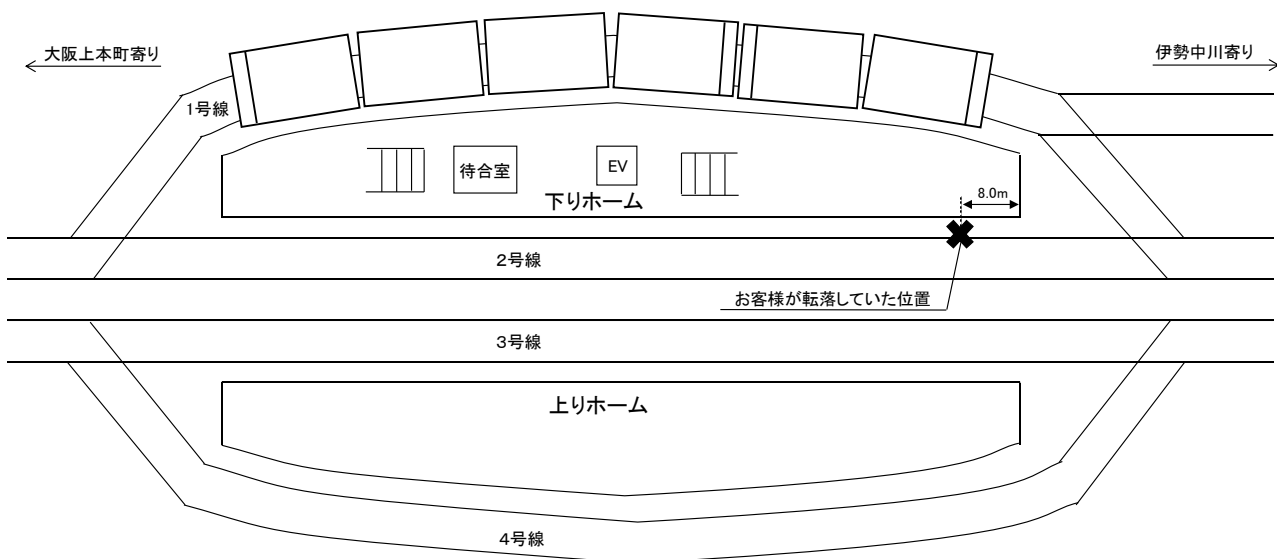 大阪上本町寄り
伊勢中川寄り
1号線
待合室
EV
8.0m
下りホーム
2号線
お客様が転落していた位置
3号線
上りホーム
4号線